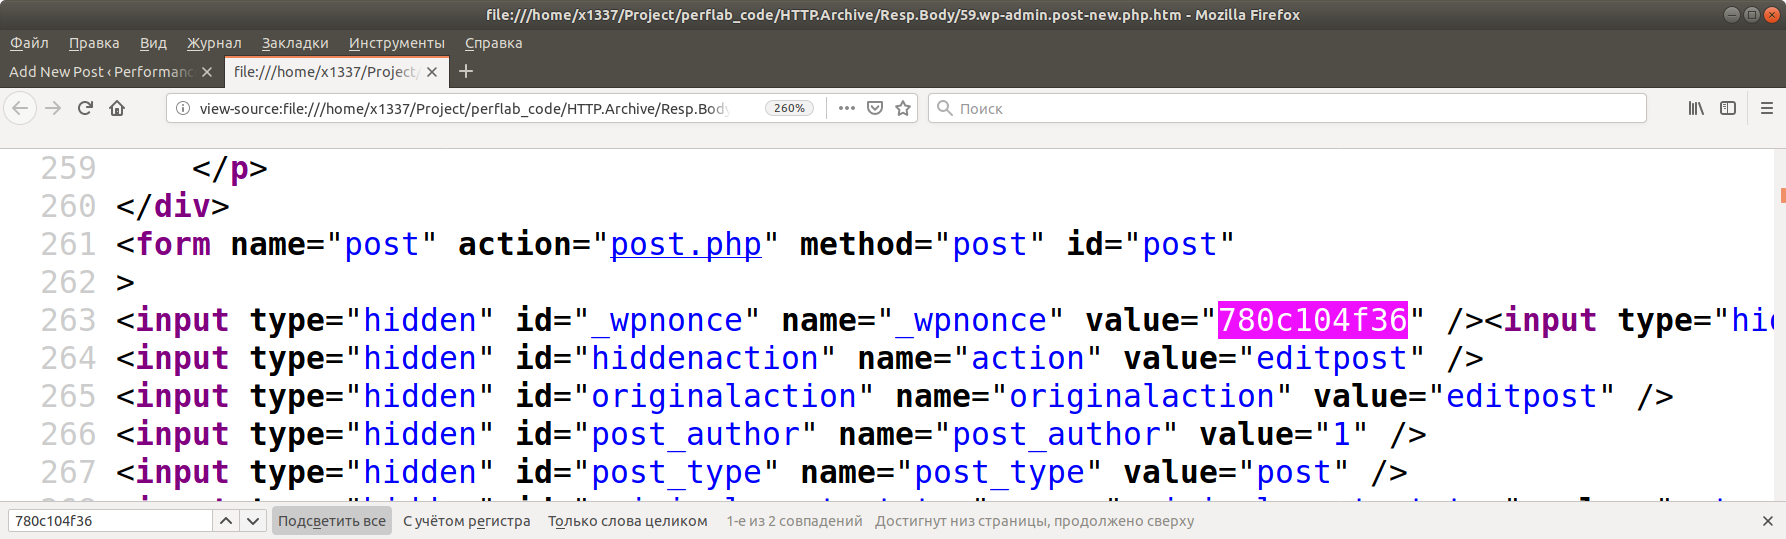 file:///home/x1337/Project/perflab_code/HTTP.Archive/Resp.Body/59.wp-admin.post-new.php.htm - Mozilla Firefox
Файл Правка Вид Журнал Закладки Инструменты Справка
Add New Post ‹ Performanc file:///home/x1337/Project/
view-source:file:///home/x1337/Project/perflab_code/HTTP.Archive/Resp.Body 260% Поиск
259 </p>
260 </div>
261 <form name="post" action="post.php" method="post" id="post"
262 >
263 <input type="hidden" id="_wpnonce" name="_wpnonce" value="780c104f36" /><input type="hid
264 <input type="hidden" id="hiddenaction" name="action" value="editpost" />
265 <input type="hidden" id="originalaction" name="originalaction" value="editpost" />
266 <input type="hidden" id="post_author" name="post_author" value="1" />
267 <input type="hidden" id="post_type" name="post_type" value="post" />
780c104f36 Подсветить все С учётом регистра Только слова целиком 1-е из 2 совпадений Достигнут низ страницы, продолжено сверху